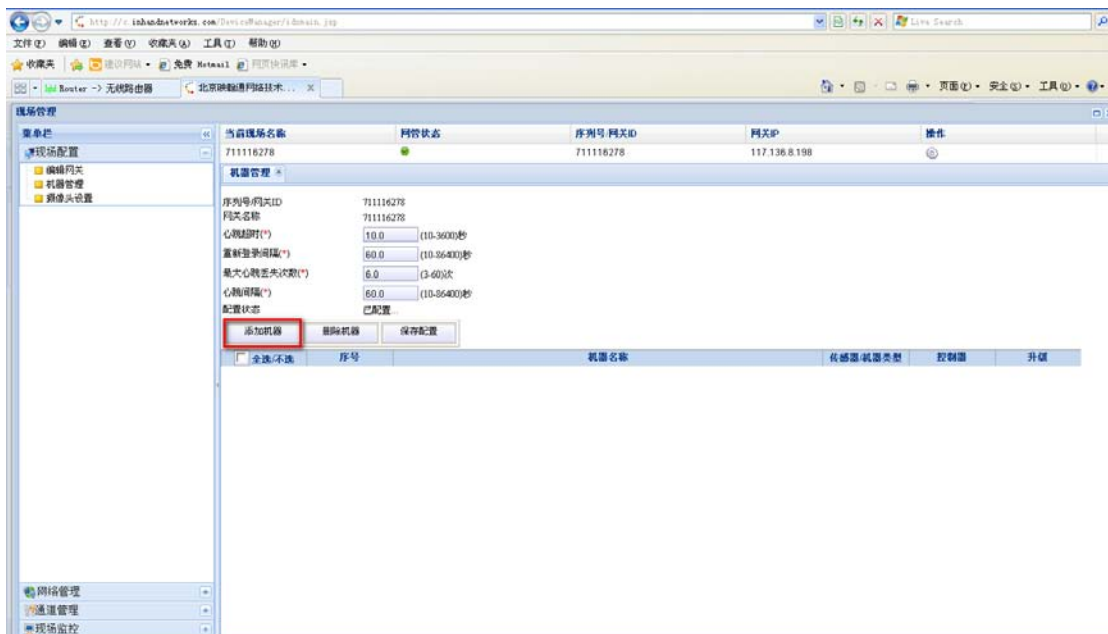 http://c.inhandnetworks.com/DeviceManager/idomain.jsp
Live Search
文件(F) 编辑(E) 查看(V) 收藏夹(A) 工具(T) 帮助(H)
收藏夹 建议网站 免费 Hotmail 网页快讯库
Router -> 无线路由器 北京映翰通网络技术... X
页面(P) 安全(S) 工具(O)
现场管理
菜单栏 当前现场名称 网管状态 序列号/网关ID 网关IP 操作
现场配置 711116278 711116278 117.136.8.198
编辑网关
机器管理
摄像头设置
机器管理
序列号/网关ID 711116278
网关名称 711116278
心跳超时(*) 10.0 (10-3600)秒
重新登录间隔(*) 60.0 (10-86400)秒
最大心跳丢失次数(*) 6.0 (3-60)次
心跳间隔(*) 60.0 (10-86400)秒
配置状态 已配置...
添加机器 删除机器 保存配置
全选/不选 序号 机器名称 传感器/机器类型 控制器 升级
网络管理
通道管理
现场监控